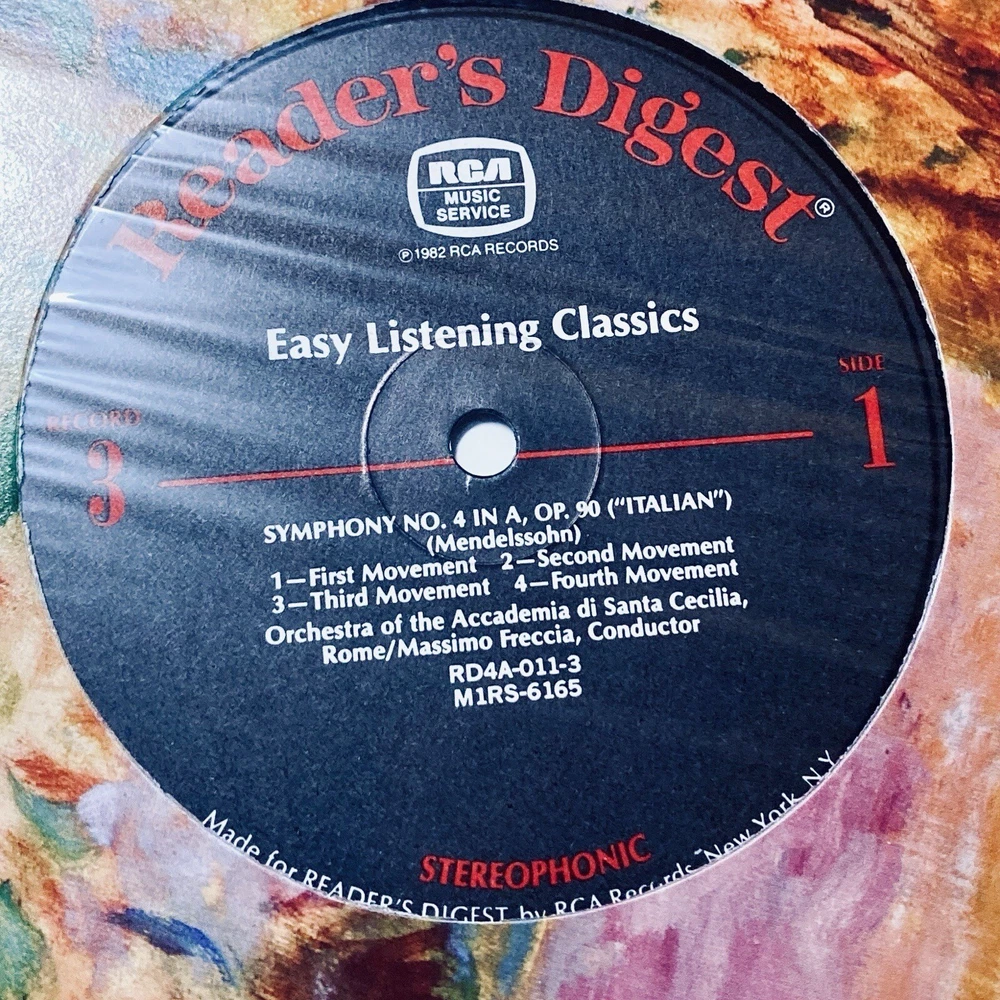 Reader's Digest®
RCA
MUSIC
SERVICE
℗ 1982 RCA RECORDS
Easy Listening Classics
SIDE
1
RECORD
3
SYMPHONY NO. 4 IN A, OP. 90 ("ITALIAN")
(Mendelssohn)
1—First Movement 2—Second Movement
3—Third Movement 4—Fourth Movement
Orchestra of the Accademia di Santa Cecilia,
Rome/Massimo Freccia, Conductor
RD4A-011-3
M1RS-6165
STEREOPHONIC
Made for READER'S DIGEST by RCA Records New York, N.Y.